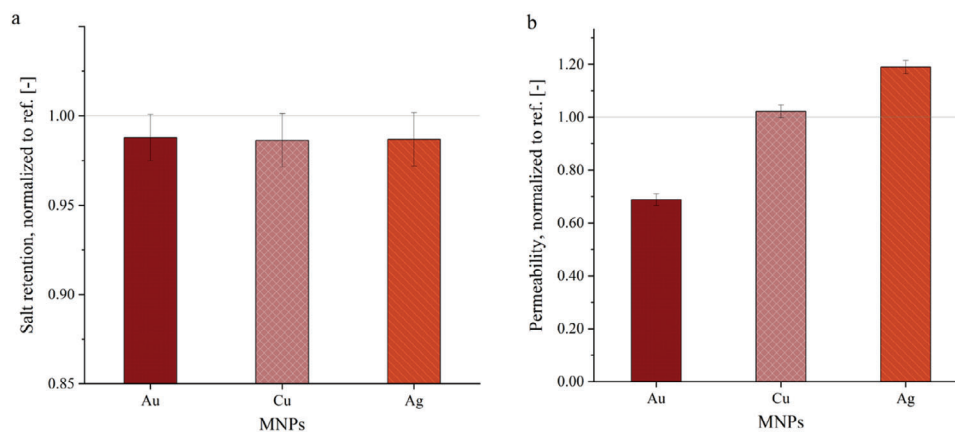 a
Salt retention, normalized to ref. [-]
1.00
0.95
0.90
0.85
Au
Cu
Ag
MNPs
b
Permeability, normalized to ref. [-]
1.20
1.00
0.80
0.60
0.40
0.20
0.00
Au
Cu
Ag
MNPs